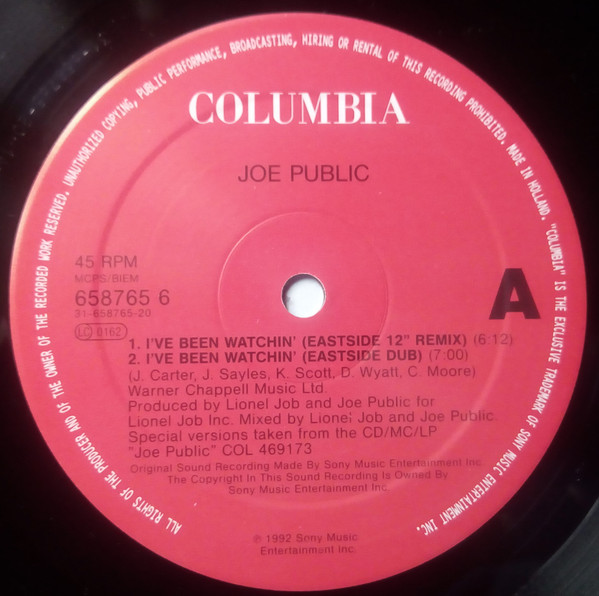 ALL RIGHTS OF THE PRODUCER AND OF THE OWNER OF THE RECORDED WORK RESERVED. UNAUTHORIZED COPYING, PUBLIC PERFORMANCE, BROADCASTING, HIRING OR RENTAL OF THIS RECORDING PROHIBITED. MADE IN HOLLAND. "COLUMBIA" IS THE EXCLUSIVE TRADEMARK OF SONY MUSIC ENTERTAINMENT INC.
COLUMBIA
JOE PUBLIC
45 RPM
MCPS/BIEM
658765 6
31-658765-20
LC 0162
A
1. I'VE BEEN WATCHIN' (EASTSIDE 12" REMIX) (6:12)
2. I'VE BEEN WATCHIN' (EASTSIDE DUB) (7:00)
(J. Carter, J. Sayles, K. Scott, D. Wyatt, C. Moore)
Warner Chappell Music Ltd.
Produced by Lionel Job and Joe Public for
Lionel Job Inc. Mixed by Lionel Job and Joe Public.
Special versions taken from the CD/MC/LP
"Joe Public" COL 469173
Original Sound Recording Made By Sony Music Entertainment Inc.
The Copyright In This Sound Recording Is Owned By
Sony Music Entertainment Inc.
℗ 1992 Sony Music
Entertainment Inc.